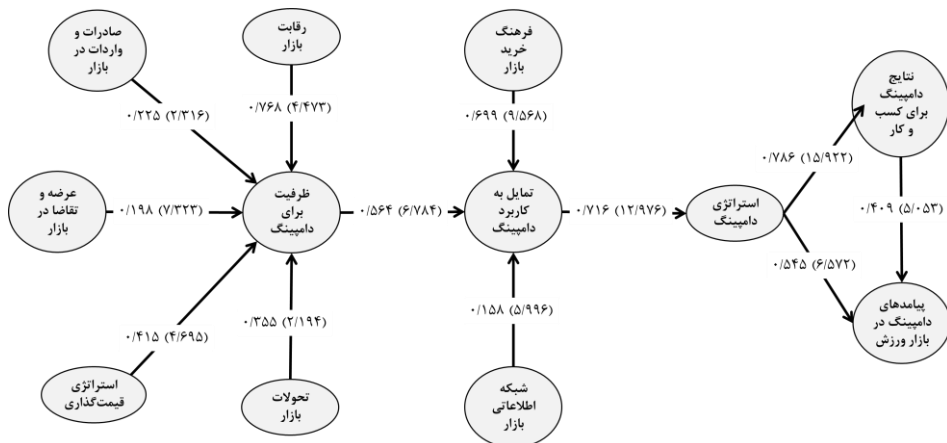 صادرات و
واردات در
بازار
رقابت
بازار
فرهنگ
خرید
بازار
نتایج
دامپینگ
برای کسب
و کار
۰/۲۲۵ (۲/۳۱۶)
۰/۷۶۸ (۴/۴۷۳)
۰/۶۹۹ (۹/۵۶۸)
۰/۷۸۶ (۱۵/۹۲۲)
عرضه و
تقاضا در
بازار
۰/۱۹۸ (۷/۳۲۳)
ظرفیت
برای
دامپینگ
۰/۵۶۴ (۶/۷۸۴)
تمایل به
کاربرد
دامپینگ
۰/۷۱۶ (۱۲/۹۷۶)
استراتژی
دامپینگ
۰/۴۰۹ (۵/۰۵۳)
۰/۵۴۵ (۶/۵۷۲)
۰/۴۱۵ (۴/۶۹۵)
۰/۳۵۵ (۲/۱۹۴)
۰/۱۵۸ (۵/۹۹۶)
پیامدهای
دامپینگ در
بازار ورزش
استراتژی
قیمت‌گذاری
تحولات
بازار
شبکه
اطلاعاتی
بازار